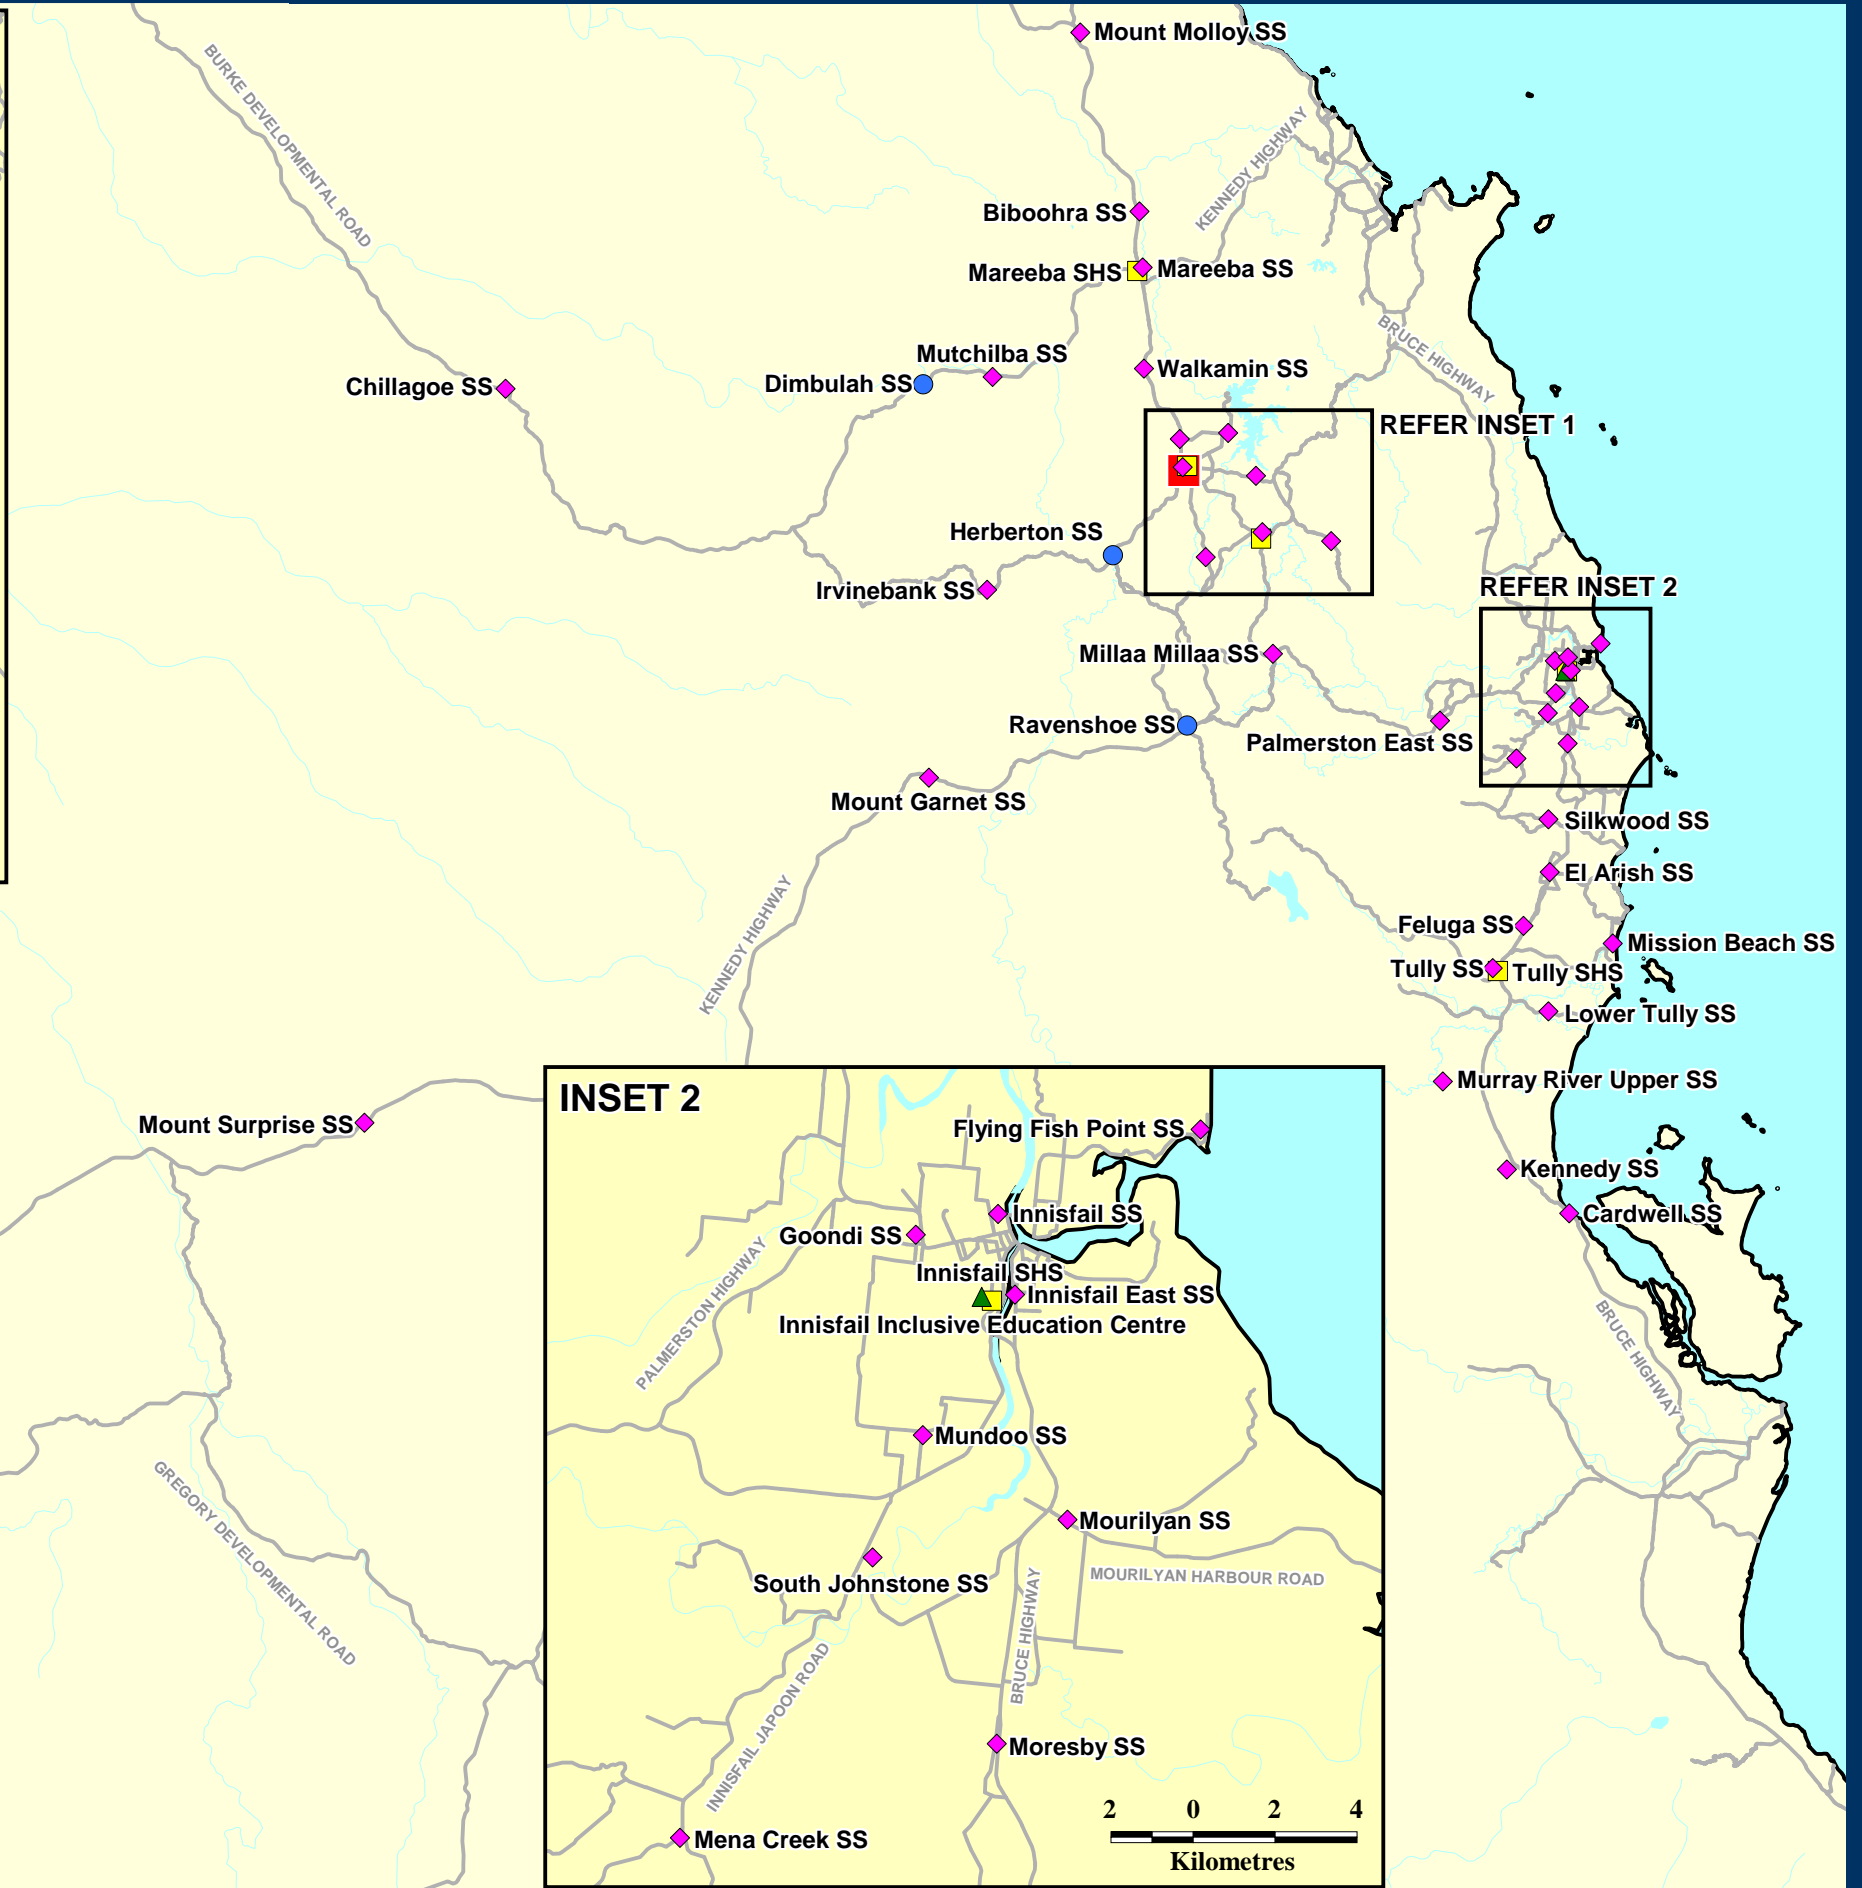 Mount Molloy SS
BURKE DEVELOPMENTAL ROAD
KENNEDY HIGHWAY
Biboohra SS
Mareeba SHS
Mareeba SS
BRUCE HIGHWAY
Mutchilba SS
Walkamin SS
Dimbulah SS
Chillagoe SS
REFER INSET 1
Herberton SS
Irvinebank SS
REFER INSET 2
Millaa Millaa SS
Ravenshoe SS
Palmerston East SS
Mount Garnet SS
Silkwood SS
El Arish SS
KENNEDY HIGHWAY
Feluga SS
Mission Beach SS
Tully SS
Tully SHS
Lower Tully SS
Murray River Upper SS
Mount Surprise SS
Kennedy SS
Cardwell SS
BRUCE HIGHWAY
GREGORY DEVELOPMENTAL ROAD
INSET 2
Flying Fish Point SS
Innisfail SS
Goondi SS
PALMERSTON HIGHWAY
Innisfail SHS
Innisfail East SS
Innisfail Inclusive Education Centre
Mundoo SS
Mourilyan SS
South Johnstone SS
MOURILYAN HARBOUR ROAD
BRUCE HIGHWAY
INNISFAIL JAPOON ROAD
Moresby SS
Mena Creek SS
2 0 2 4
Kilometres